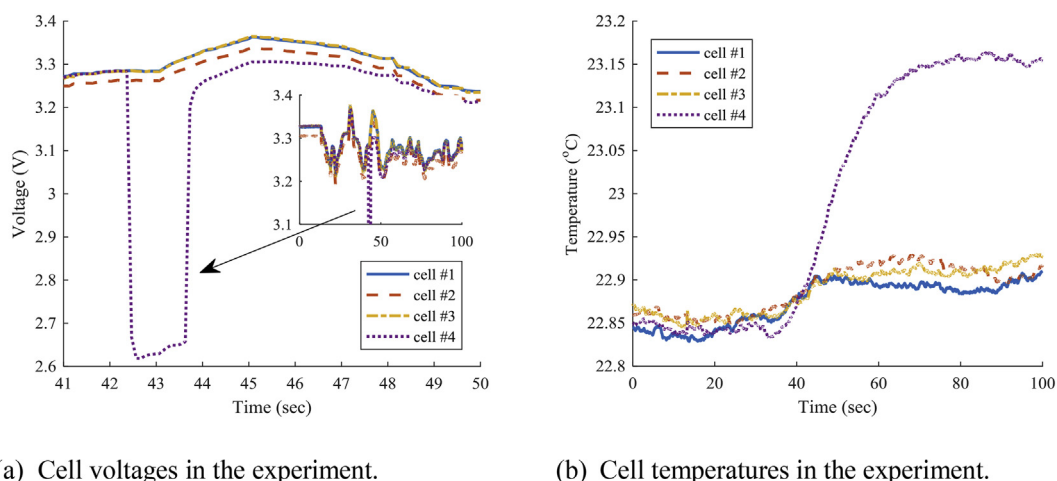 3.4
3.3
3.2
3.1
3
2.9
2.8
2.7
2.6
Voltage (V)
41 42 43 44 45 46 47 48 49 50
Time (sec)
3.4
3.3
3.2
3.1
0 50 100
cell #1
cell #2
cell #3
cell #4
23.2
23.15
23.1
23.05
23
22.95
22.9
22.85
22.8
Temperature (°C)
0 20 40 60 80 100
Time (sec)
cell #1
cell #2
cell #3
cell #4
a) Cell voltages in the experiment.
(b) Cell temperatures in the experiment.